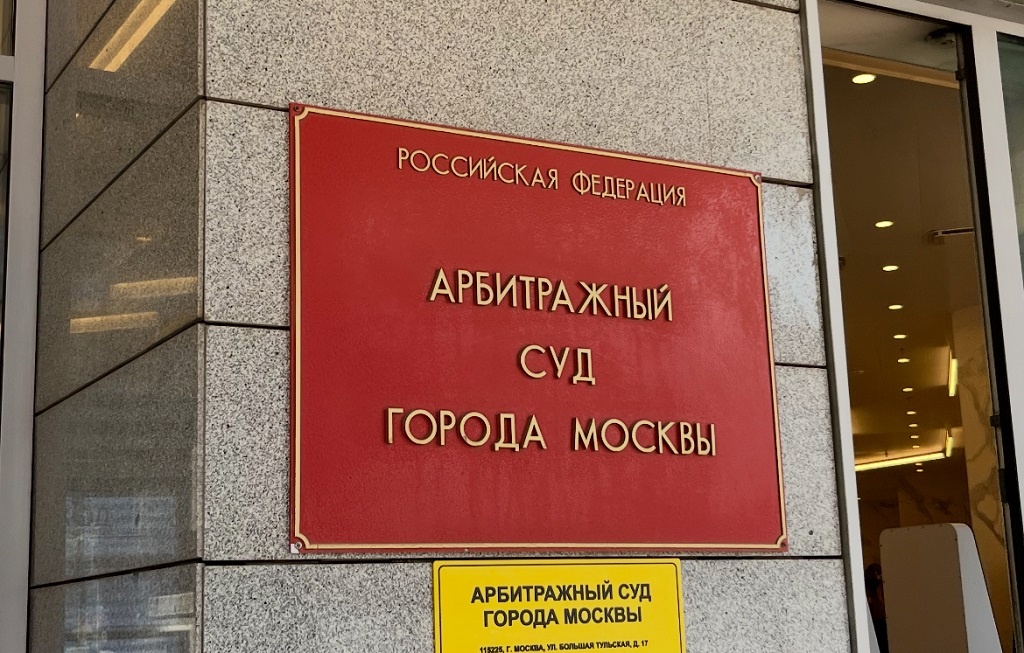 РОССИЙСКАЯ ФЕДЕРАЦИЯ
АРБИТРАЖНЫЙ
СУД
ГОРОДА МОСКВЫ
АРБИТРАЖНЫЙ СУД
ГОРОДА МОСКВЫ
115225, Г. МОСКВА, УЛ. БОЛЬШАЯ ТУЛЬСКАЯ, Д. 17